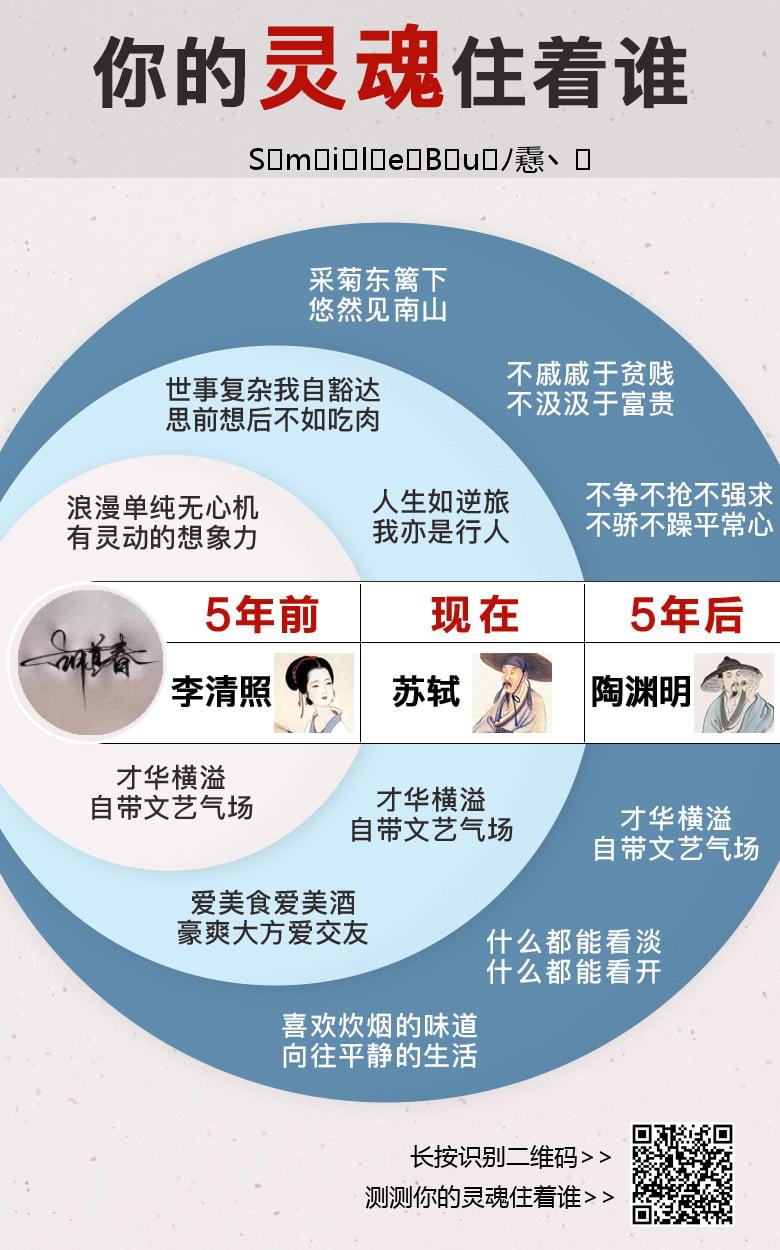 你的灵魂住着谁
S□m□i□l□e□B□u□ノ靌丶 □
采菊东篱下
悠然见南山
世事复杂我自豁达
思前想后不如吃肉
不戚戚于贫贱
不汲汲于富贵
浪漫单纯无心机
有灵动的想象力
人生如逆旅
我亦是行人
不争不抢不强求
不骄不躁平常心
5年前
现在
5年后
李清照
苏轼
陶渊明
才华横溢
自带文艺气场
才华横溢
自带文艺气场
才华横溢
自带文艺气场
爱美食爱美酒
豪爽大方爱交友
什么都能看淡
什么都能看开
喜欢炊烟的味道
向往平静的生活
长按识别二维码>>
测测你的灵魂住着谁>>